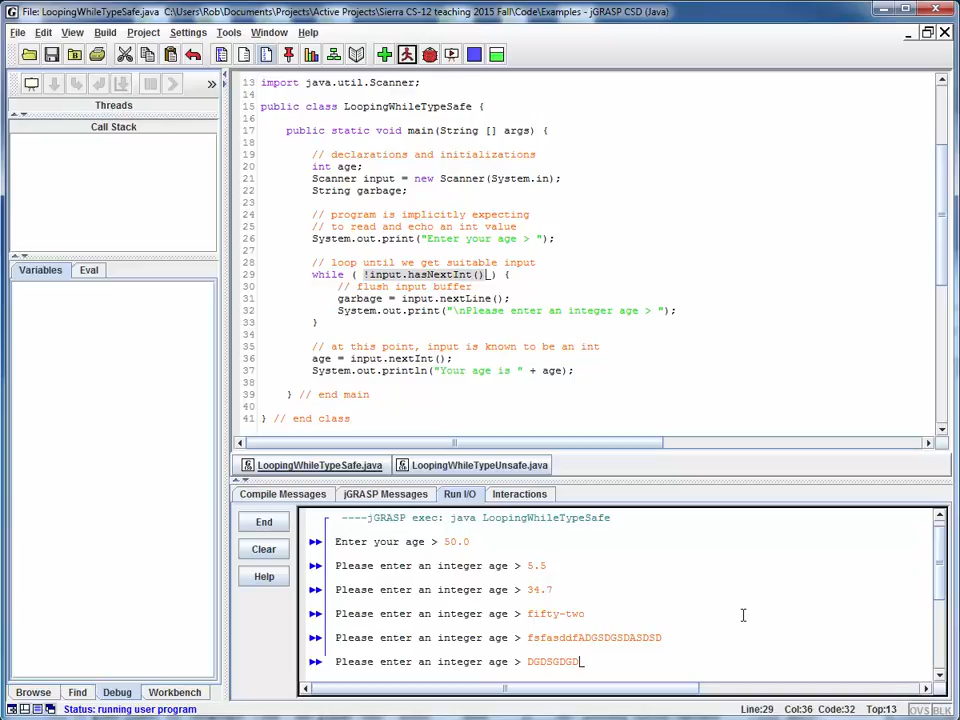 File: LoopingWhileTypeSafe.java  C:\Users\Rob\Documents\Projects\Active Projects\Sierra CS-12 teaching 2015 Fall\Code\Examples - jGRASP CSD (Java)
File Edit View Build Project Settings Tools Window Help
Threads
Call Stack
Variables Eval
13 import java.util.Scanner;
14
15 public class LoopingWhileTypeSafe {
16
17 public static void main(String [] args) {
18
19 // declarations and initializations
20 int age;
21 Scanner input = new Scanner(System.in);
22 String garbage;
23
24 // program is implicitly expecting
25 // to read and echo an int value
26 System.out.print("Enter your age > ");
27
28 // loop until we get suitable input
29 while ( !input.hasNextInt() ) {
30 // flush input buffer
31 garbage = input.nextLine();
32 System.out.print("\nPlease enter an integer age > ");
33 }
34
35 // at this point, input is known to be an int
36 age = input.nextInt();
37 System.out.println("Your age is " + age);
38
39 } // end main
40
41 } // end class
LoopingWhileTypeSafe.java LoopingWhileTypeUnsafe.java
Compile Messages jGRASP Messages Run I/O Interactions
End
Clear
Help
----jGRASP exec: java LoopingWhileTypeSafe
Enter your age > 50.0
Please enter an integer age > 5.5
Please enter an integer age > 34.7
Please enter an integer age > fifty-two
Please enter an integer age > fsfasddfADGSDGSDASDSD
Please enter an integer age > DGDSGDGD
Browse Find Debug Workbench
Status: running user program
Line:29 Col:36 Code:32 Top:13 OVS BLK